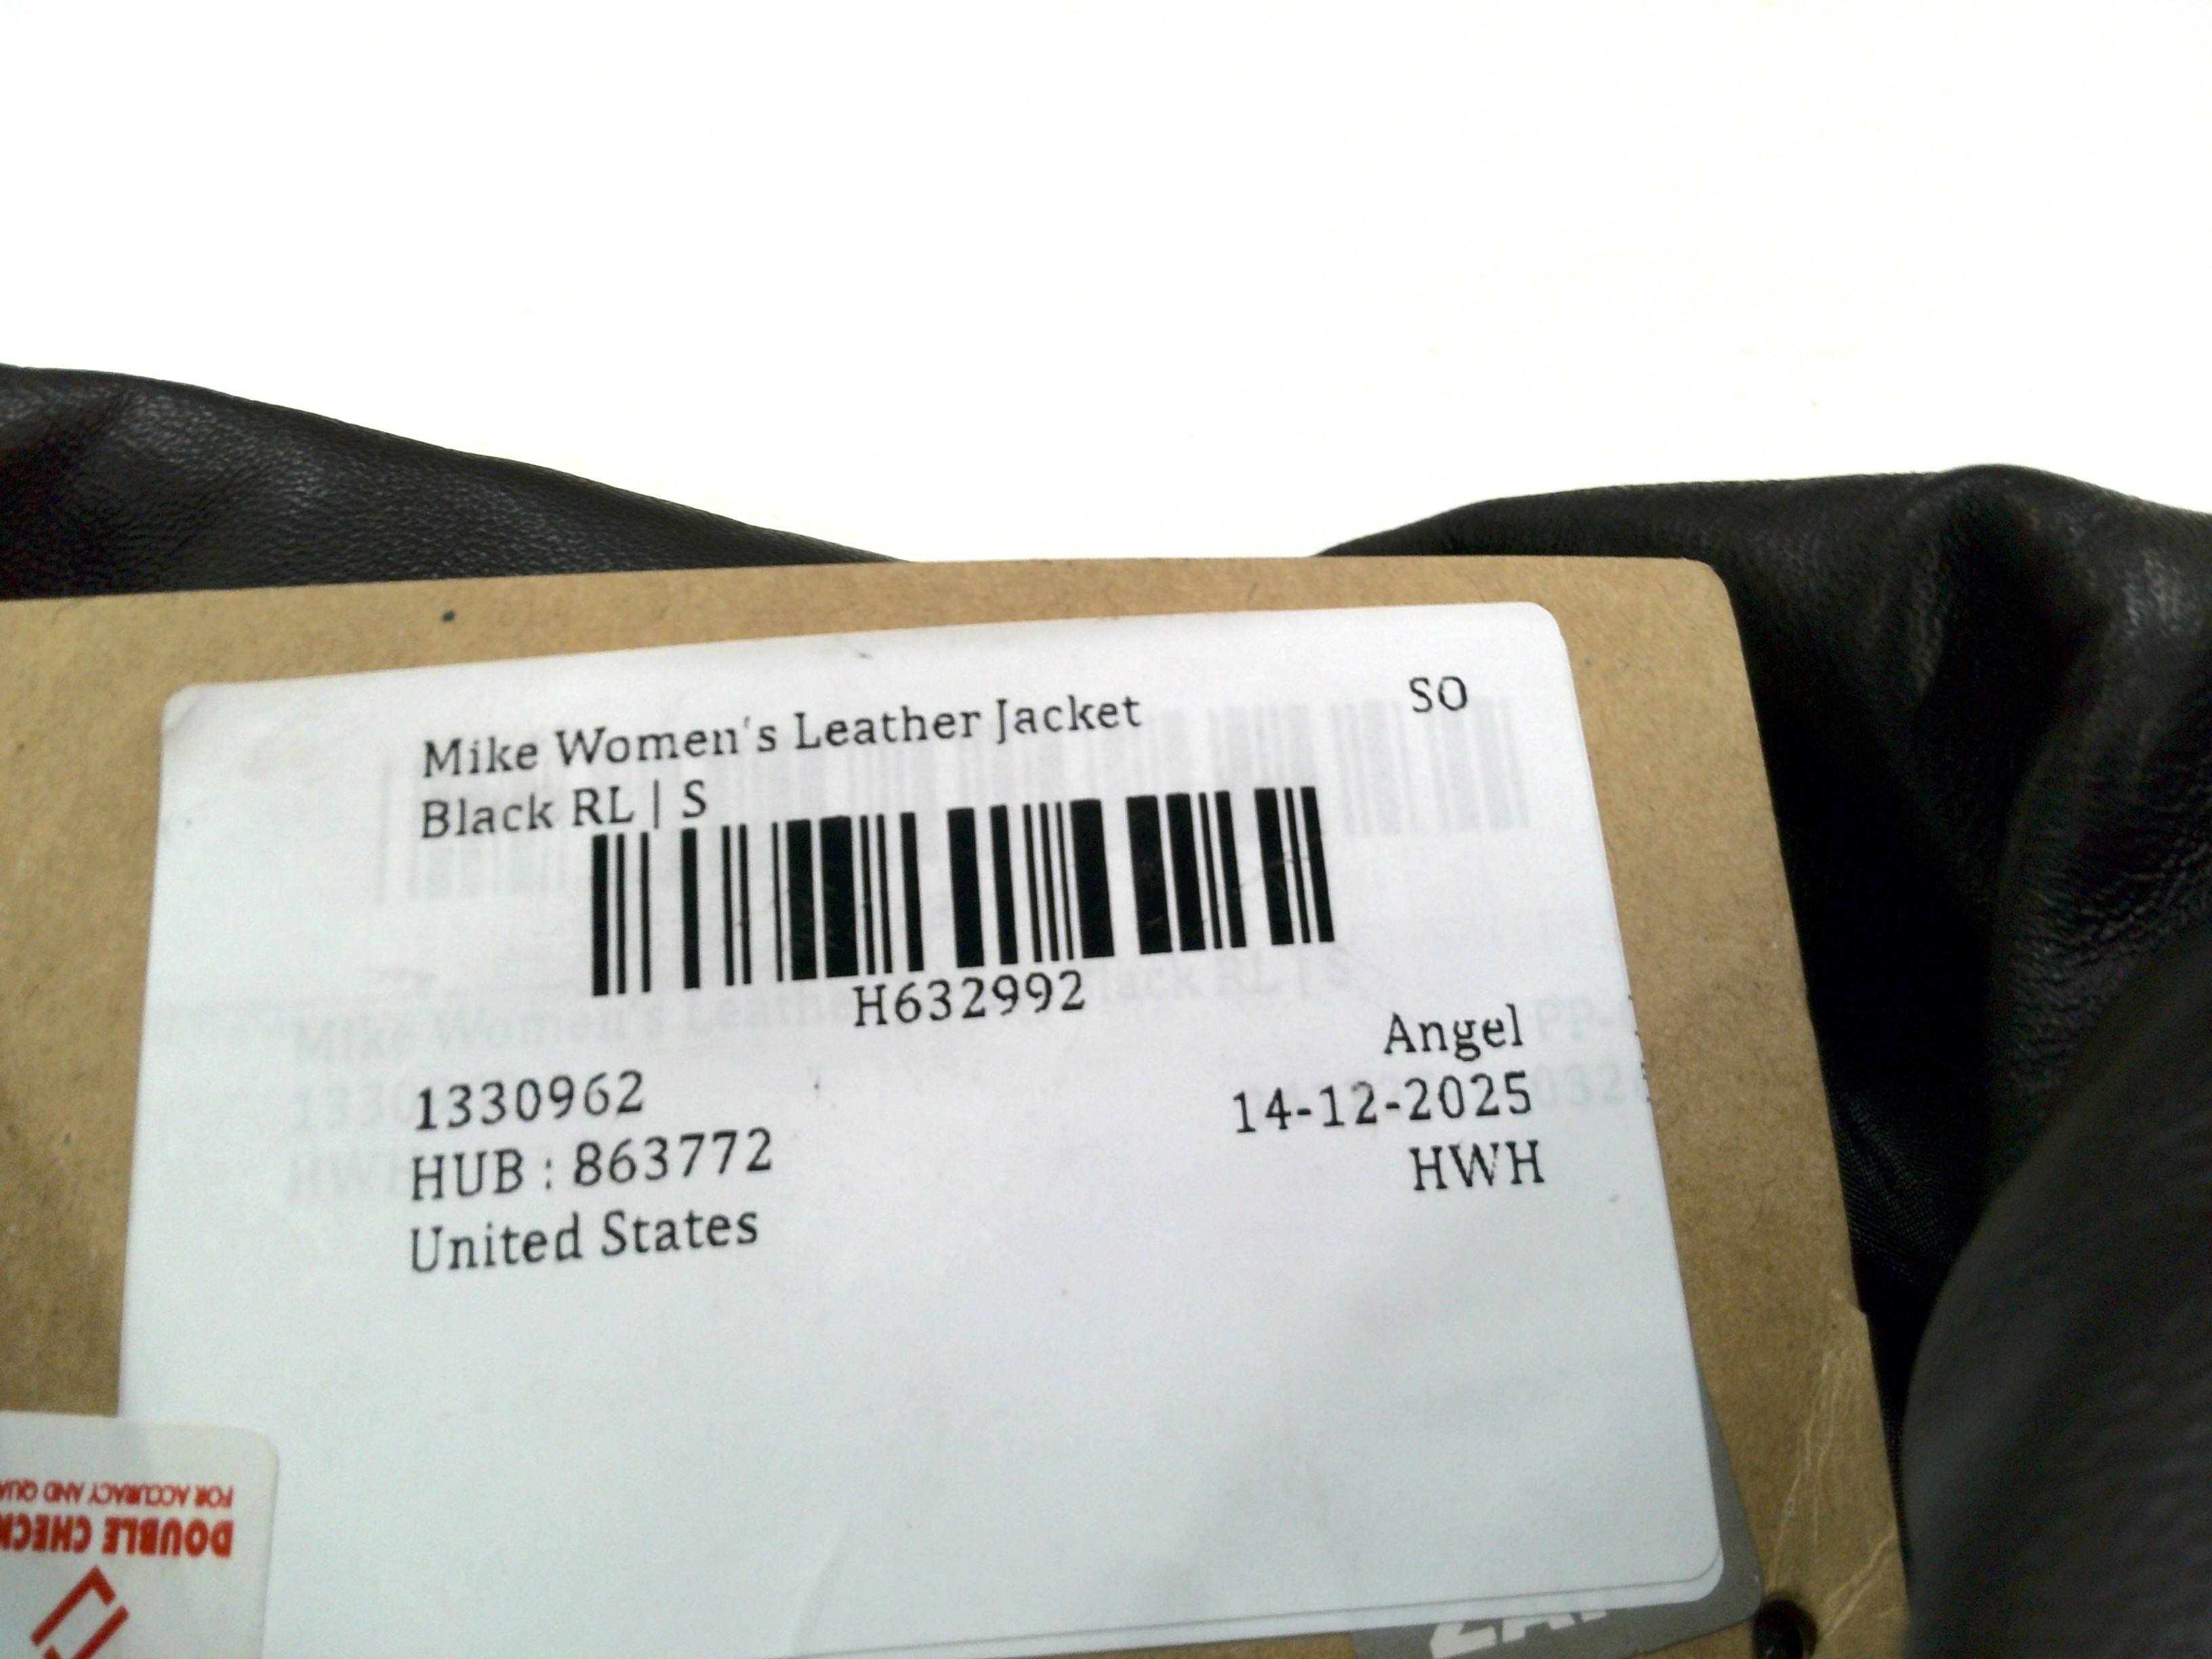 Mike Women's Leather Jacket SO
Black RL | S
H632992
Angel
1330962 14-12-2025
HUB : 863772 HWH
United States
DOUBLE CHECK
FOR ACCURACY AND